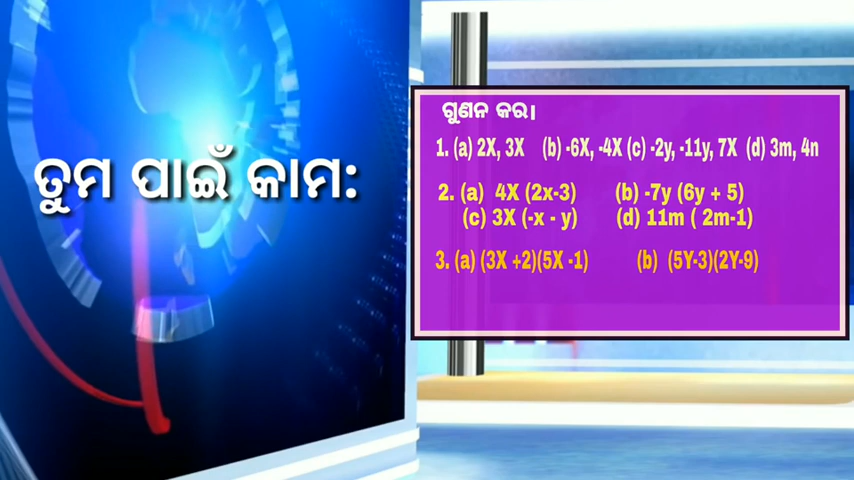 ତୁମ ପାଇଁ କାମ:
ଗୁଣନ କର।
1. (a) 2X, 3X (b) -6X, -4X (c) -2y, -11y, 7X (d) 3m, 4n
2. (a) 4X (2x-3) (b) -7y (6y + 5)
(c) 3X (-x - y) (d) 11m ( 2m-1)
3. (a) (3X +2)(5X -1) (b) (5Y-3)(2Y-9)